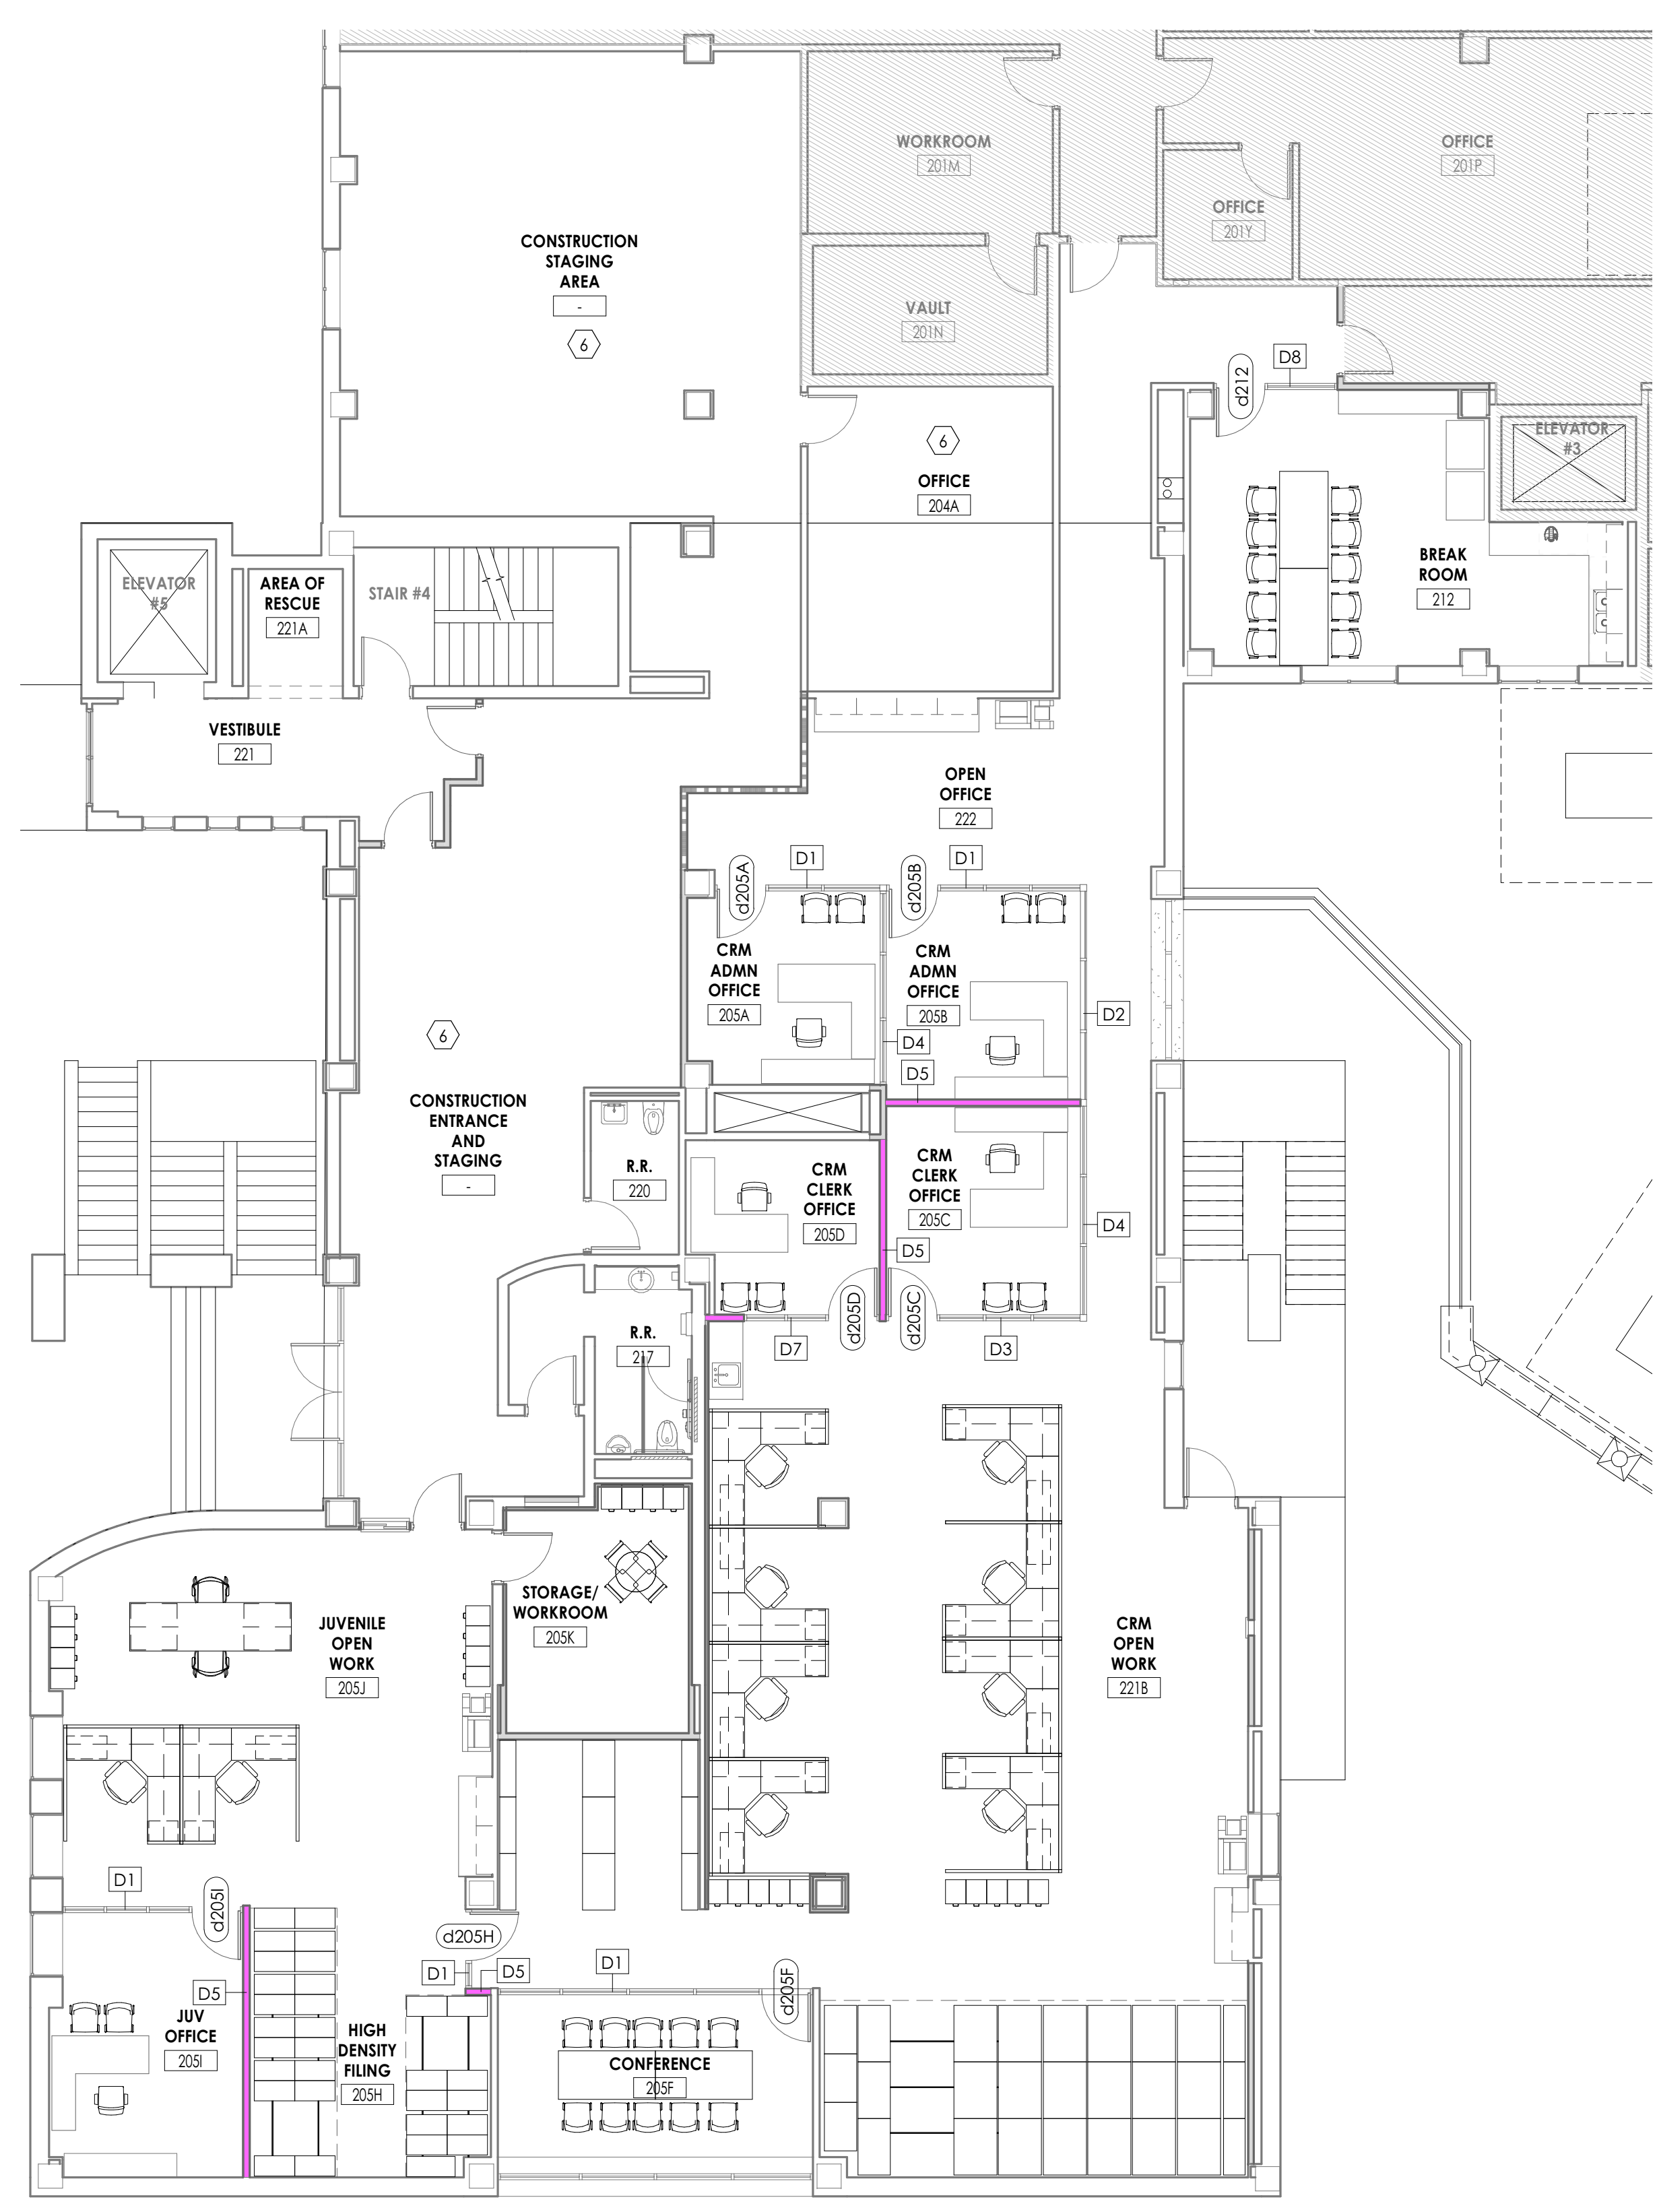 WORKROOM
201M
OFFICE
201P
OFFICE
201Y
CONSTRUCTION
STAGING
AREA
-
6
VAULT
201N
D8
d212
6
OFFICE
204A
ELEVATOR
#3
BREAK
ROOM
212
ELEVATOR
#5
AREA OF
RESCUE
221A
STAIR #4
VESTIBULE
221
OPEN
OFFICE
222
D1
D1
d205A
d205B
CRM
ADMN
OFFICE
205A
CRM
ADMN
OFFICE
205B
D2
6
D4
D5
CONSTRUCTION
ENTRANCE
AND
STAGING
-
R.R.
220
CRM
CLERK
OFFICE
205D
CRM
CLERK
OFFICE
205C
D4
D5
d205D
d205C
R.R.
217
D7
D3
STORAGE/
WORKROOM
205K
JUVENILE
OPEN
WORK
205J
CRM
OPEN
WORK
221B
D1
d205I
d205H
D1
D5
D1
d205F
D5
JUV
OFFICE
205I
HIGH
DENSITY
FILING
205H
CONFERENCE
205F